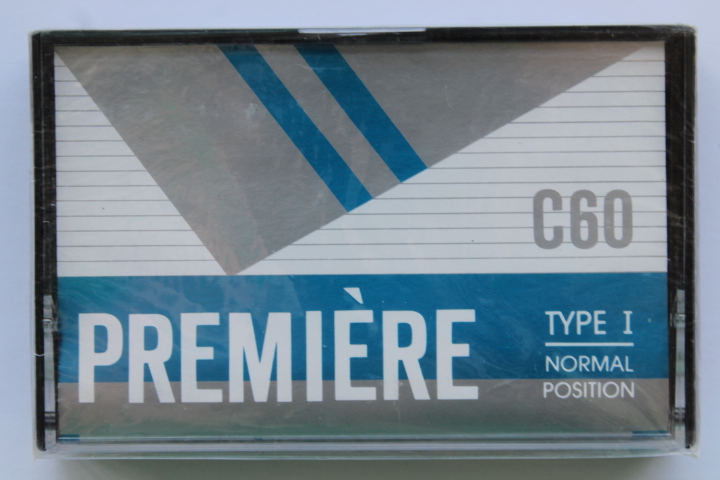 C60
PREMIÈRE
TYPE I
NORMAL
POSITION